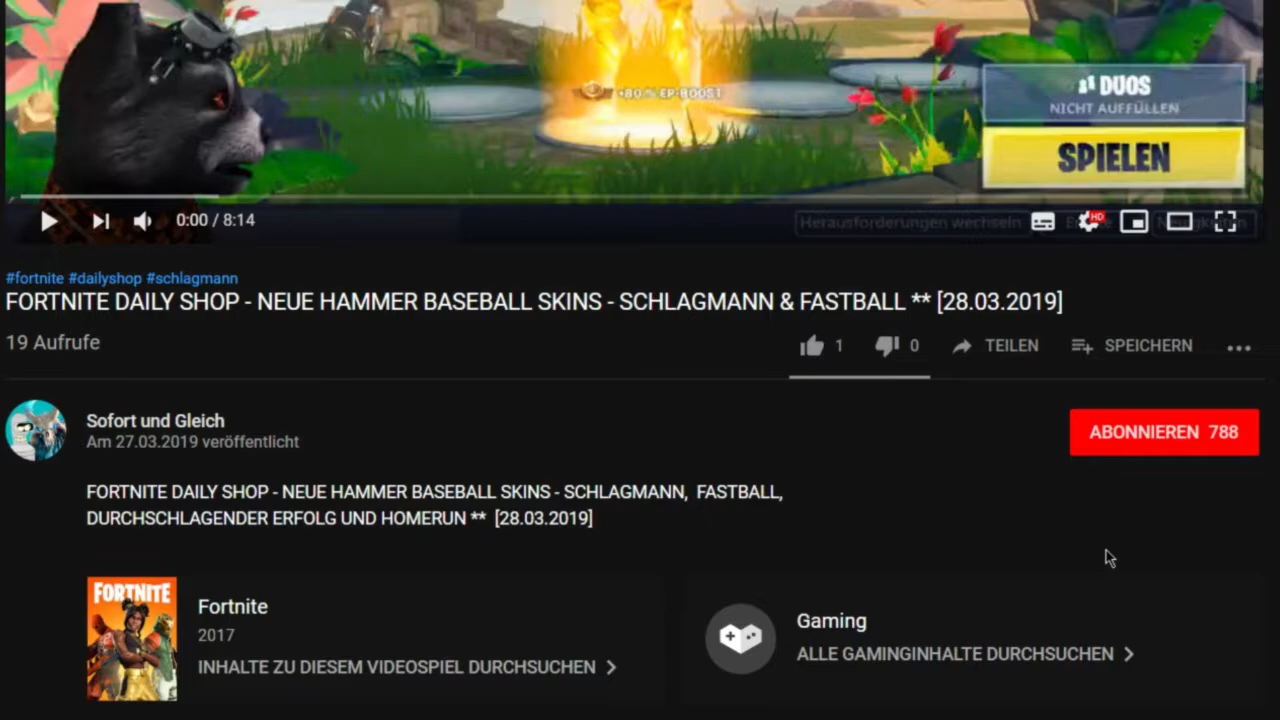 DUOS
NICHT AUFFÜLLEN
+80 % EP-BOOST
SPIELEN
0:00 / 8:14
Herausforderungen wechseln
HD
#fortnite #dailyshop #schlagmann
FORTNITE DAILY SHOP - NEUE HAMMER BASEBALL SKINS - SCHLAGMANN & FASTBALL ** [28.03.2019]
19 Aufrufe
1 0 TEILEN SPEICHERN
Sofort und Gleich
Am 27.03.2019 veröffentlicht
ABONNIEREN 788
FORTNITE DAILY SHOP - NEUE HAMMER BASEBALL SKINS - SCHLAGMANN, FASTBALL,
DURCHSCHLAGENDER ERFOLG UND HOMERUN ** [28.03.2019]
FORTNITE
Fortnite
2017
INHALTE ZU DIESEM VIDEOSPIEL DURCHSUCHEN
Gaming
ALLE GAMINGINHALTE DURCHSUCHEN